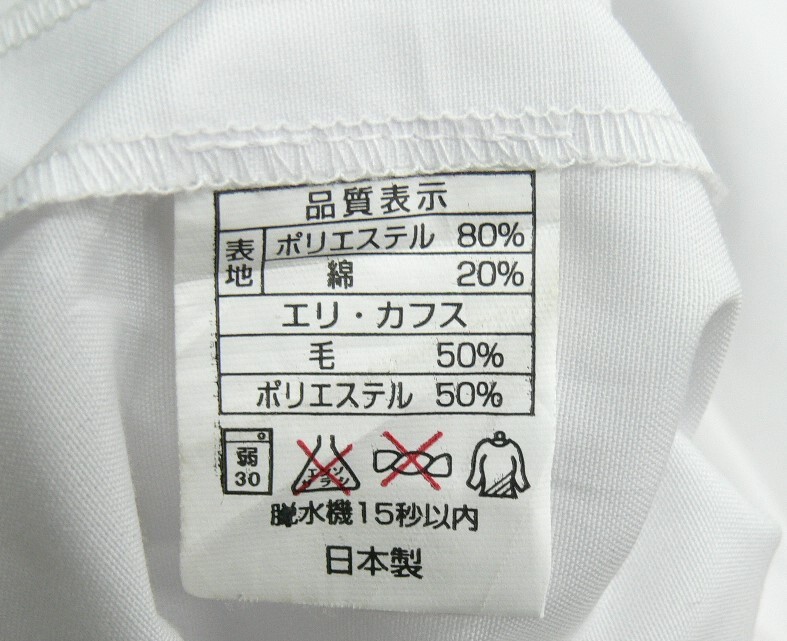 品質表示
表地 ポリエステル 80%
綿 20%
エリ・カフス
毛 50%
ポリエステル 50%
弱
30
エンソ
サラシ
脱水機15秒以内
日本製